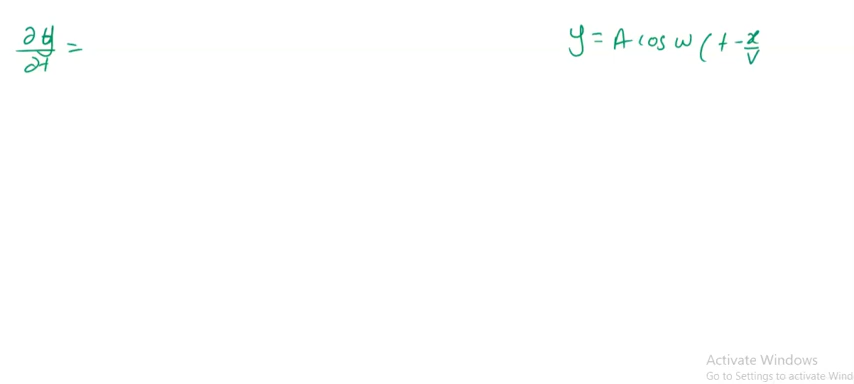 ∂y/∂t =
y = A cos w (t - x/v
Activate Windows
Go to Settings to activate Wind